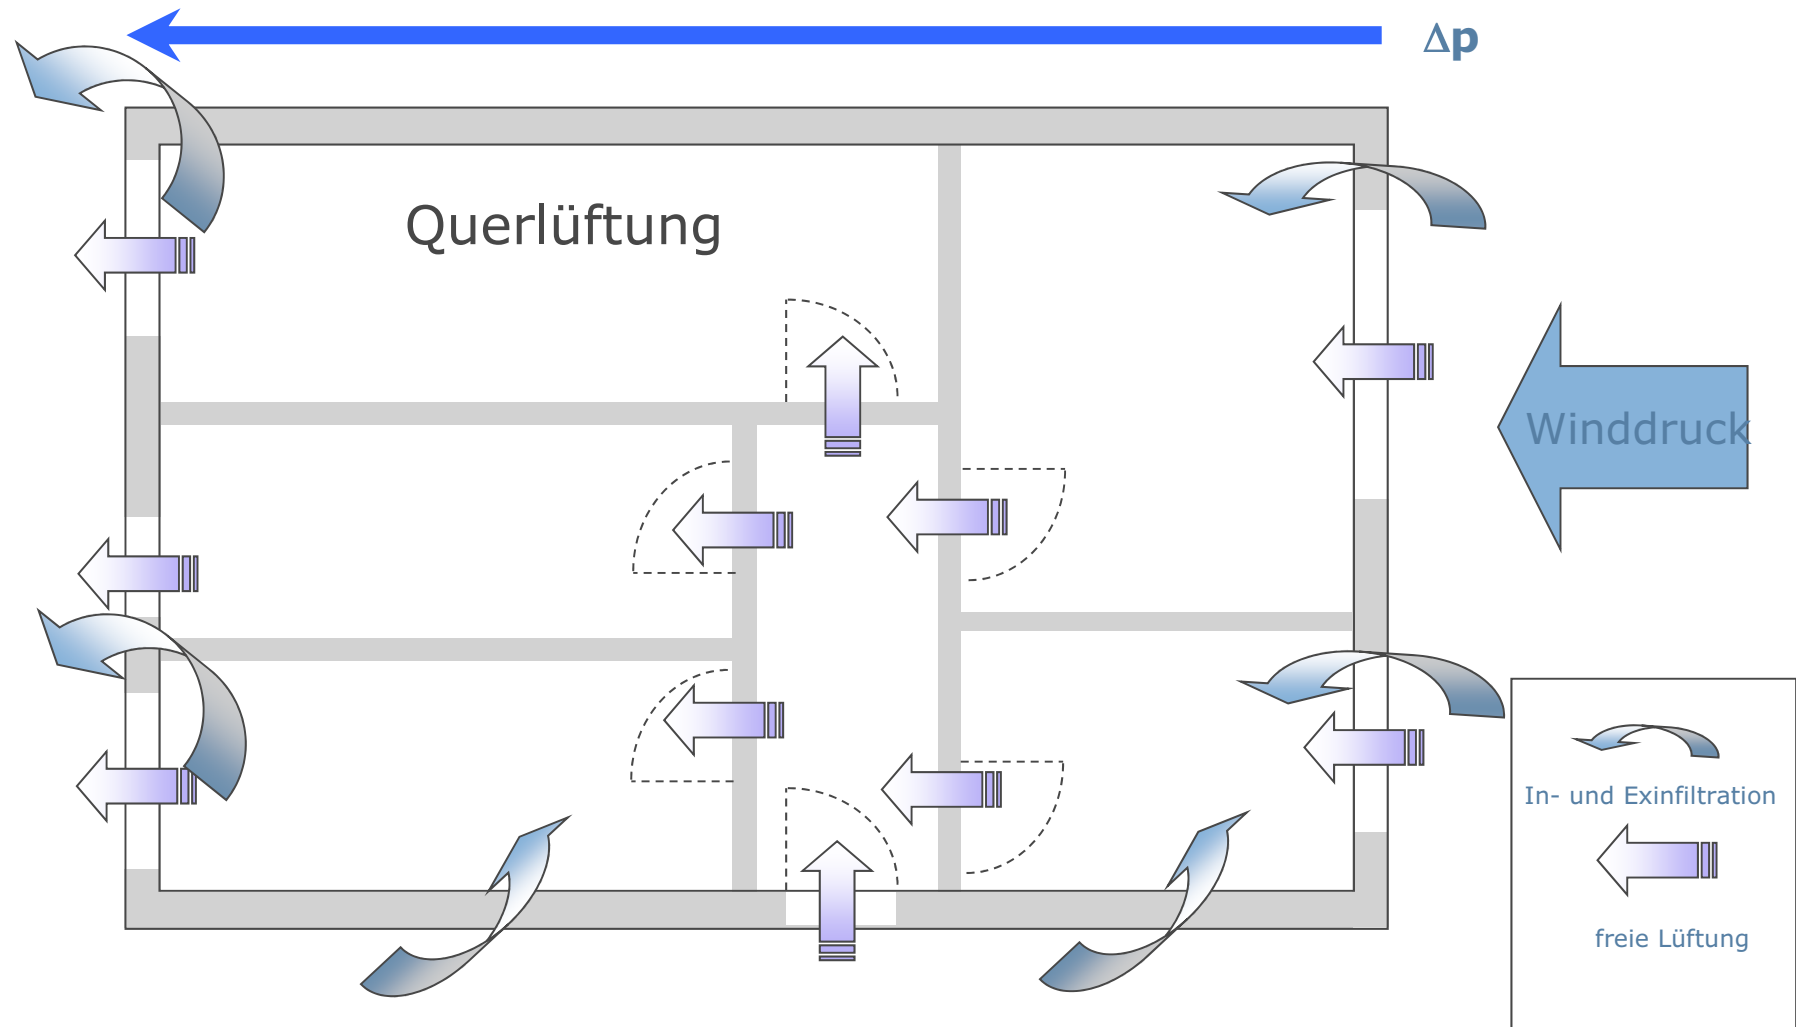 Δp
Querlüftung
Winddruck
In- und Exinfiltration
freie Lüftung